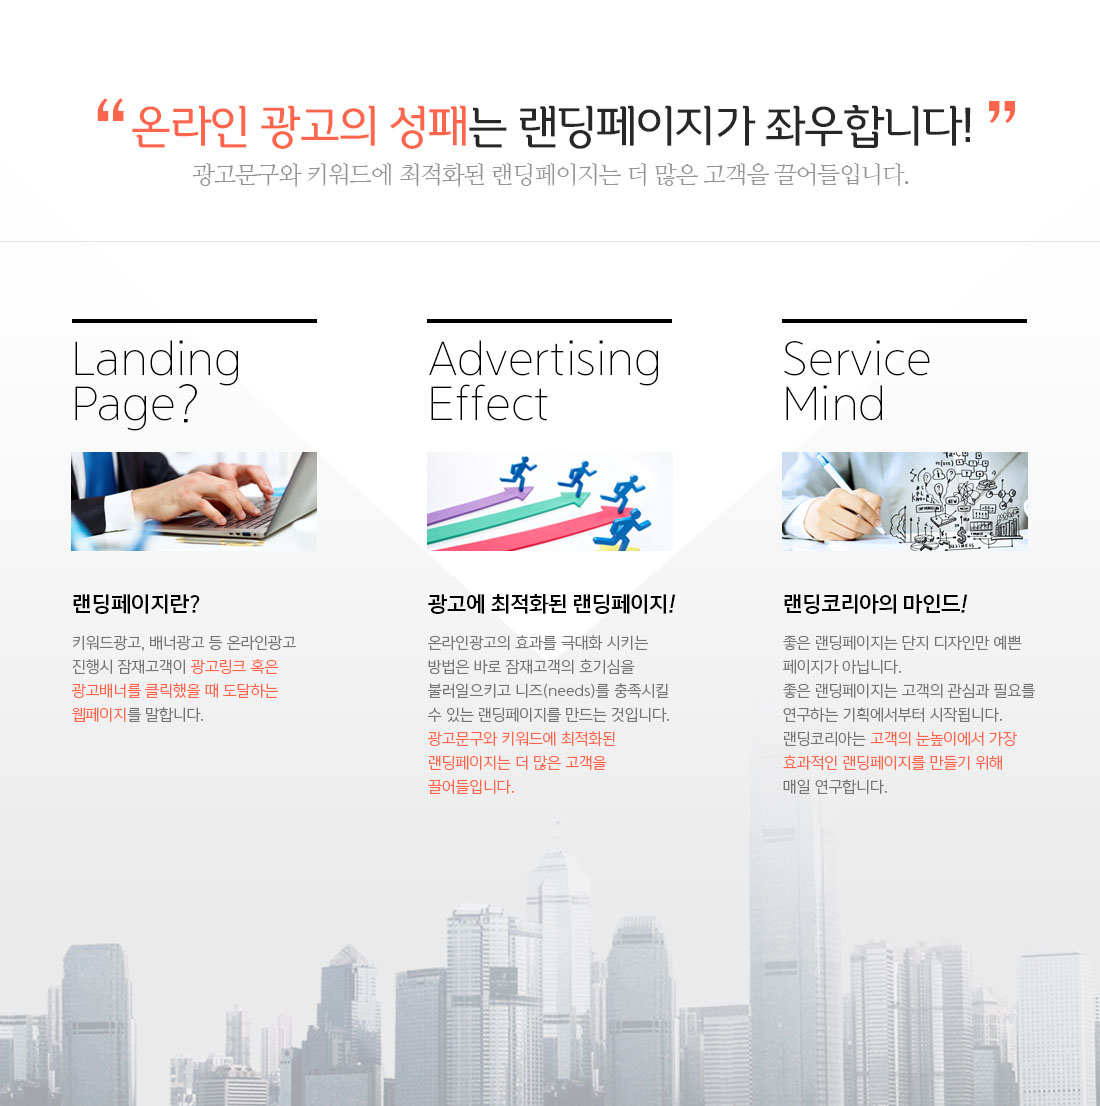 “ 온라인 광고의 성패는 랜딩페이지가 좌우합니다! ”
광고문구와 키워드에 최적화된 랜딩페이지는 더 많은 고객을 끌어들입니다.
Landing
Page?
랜딩페이지란?
키워드광고, 배너광고 등 온라인광고
진행시 잠재고객이 광고링크 혹은
광고배너를 클릭했을 때 도달하는
웹페이지를 말합니다.
Advertising
Effect
광고에 최적화된 랜딩페이지!
온라인광고의 효과를 극대화 시키는
방법은 바로 잠재고객의 호기심을
불러일으키고 니즈(needs)를 충족시킬
수 있는 랜딩페이지를 만드는 것입니다.
광고문구와 키워드에 최적화된
랜딩페이지는 더 많은 고객을
끌어들입니다.
Service
Mind
랜딩코리아의 마인드!
좋은 랜딩페이지는 단지 디자인만 예쁜
페이지가 아닙니다.
좋은 랜딩페이지는 고객의 관심과 필요를
연구하는 기획에서부터 시작됩니다.
랜딩코리아는 고객의 눈높이에서 가장
효과적인 랜딩페이지를 만들기 위해
매일 연구합니다.